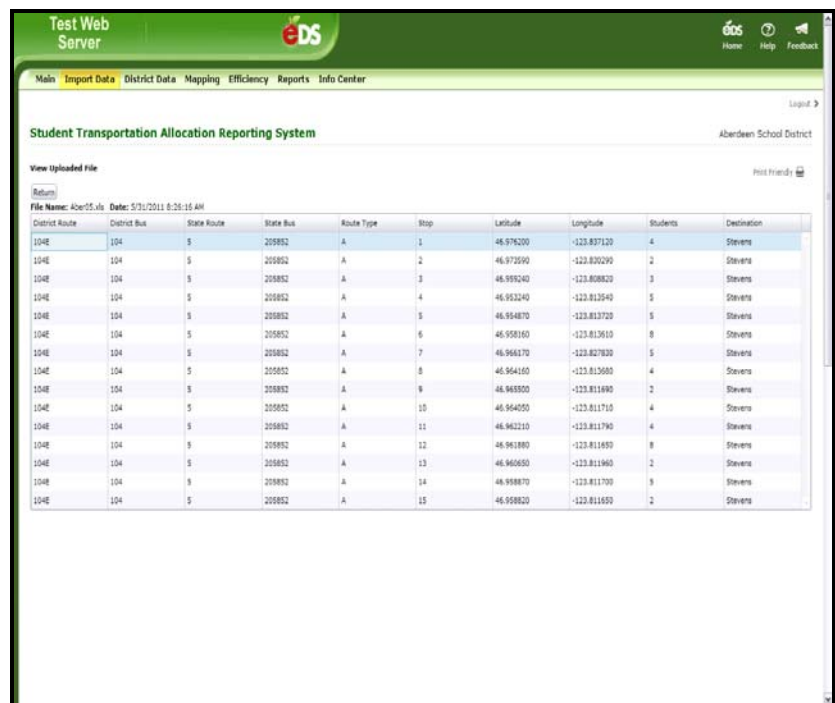 Test Web
Server
eDS
eDS
Home Help Feedback
Main Import Data District Data Mapping Efficiency Reports Info Center
Logout
Student Transportation Allocation Reporting System Aberdeen School District
View Uploaded File Print Friendly
Return
File Name: Aber05.xls Date: 5/31/2011 8:26:16 AM
District Route District Bus State Route State Bus Route Type Stop Latitude Longitude Students Destination
104E 104 5 205852 A 1 46.976200 -123.837120 4 Stevens
104E 104 5 205852 A 2 46.973590 -123.830290 2 Stevens
104E 104 5 205852 A 3 46.959240 -123.808820 3 Stevens
104E 104 5 205852 A 4 46.953240 -123.813540 5 Stevens
104E 104 5 205852 A 5 46.954870 -123.813720 5 Stevens
104E 104 5 205852 A 6 46.958160 -123.813610 8 Stevens
104E 104 5 205852 A 7 46.966170 -123.827830 5 Stevens
104E 104 5 205852 A 8 46.964160 -123.813680 4 Stevens
104E 104 5 205852 A 9 46.965500 -123.811690 2 Stevens
104E 104 5 205852 A 10 46.964050 -123.811710 4 Stevens
104E 104 5 205852 A 11 46.962210 -123.811790 4 Stevens
104E 104 5 205852 A 12 46.961880 -123.811650 8 Stevens
104E 104 5 205852 A 13 46.960650 -123.811960 2 Stevens
104E 104 5 205852 A 14 46.958870 -123.811700 5 Stevens
104E 104 5 205852 A 15 46.958820 -123.811650 2 Stevens